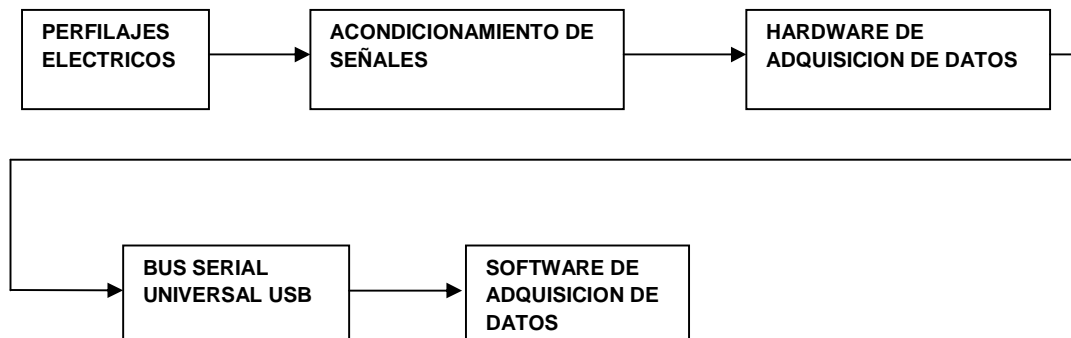 PERFILAJES
ELECTRICOS
ACONDICIONAMIENTO DE
SEÑALES
HARDWARE DE
ADQUISICION DE DATOS
BUS SERIAL
UNIVERSAL USB
SOFTWARE DE
ADQUISICION DE
DATOS